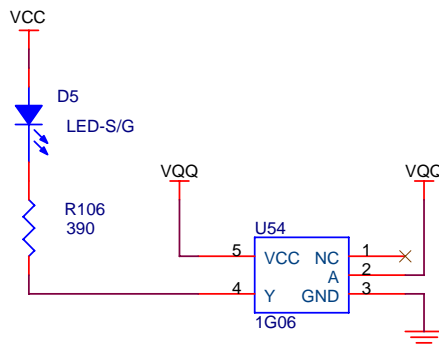 VCC
D5
LED-S/G
R106
390
VQQ
VQQ
U54
5 VCC NC 1
A 2
4 Y GND 3
1G06